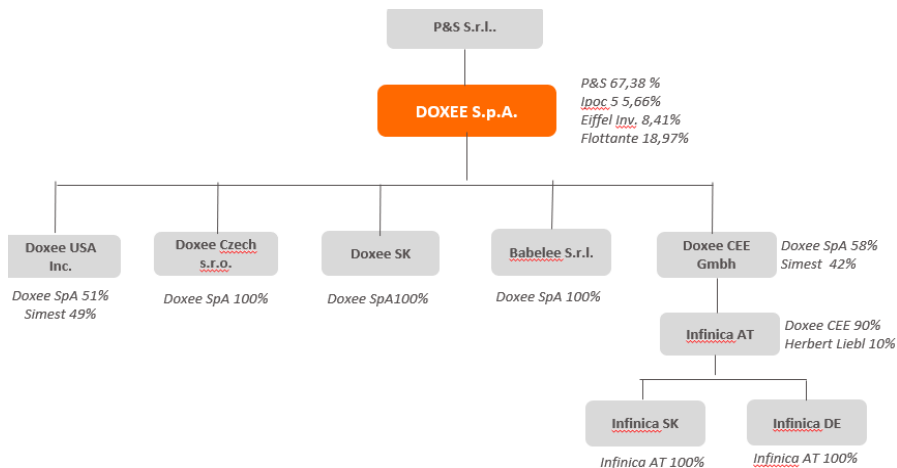 P&S S.r.l..
DOXEE S.p.A.
P&S 67,38 %
Ipoc 5 5,66%
Eiffel Inv. 8,41%
Flottante 18,97%
Doxee USA
Inc.
Doxee SpA 51%
Simest 49%
Doxee Czech
s.r.o.
Doxee SpA 100%
Doxee SK
Doxee SpA100%
Babelee S.r.l.
Doxee SpA 100%
Doxee CEE
Gmbh
Doxee SpA 58%
Simest 42%
Infinica AT
Doxee CEE 90%
Herbert Liebl 10%
Infinica SK
Infinica AT 100%
Infinica DE
Infinica AT 100%